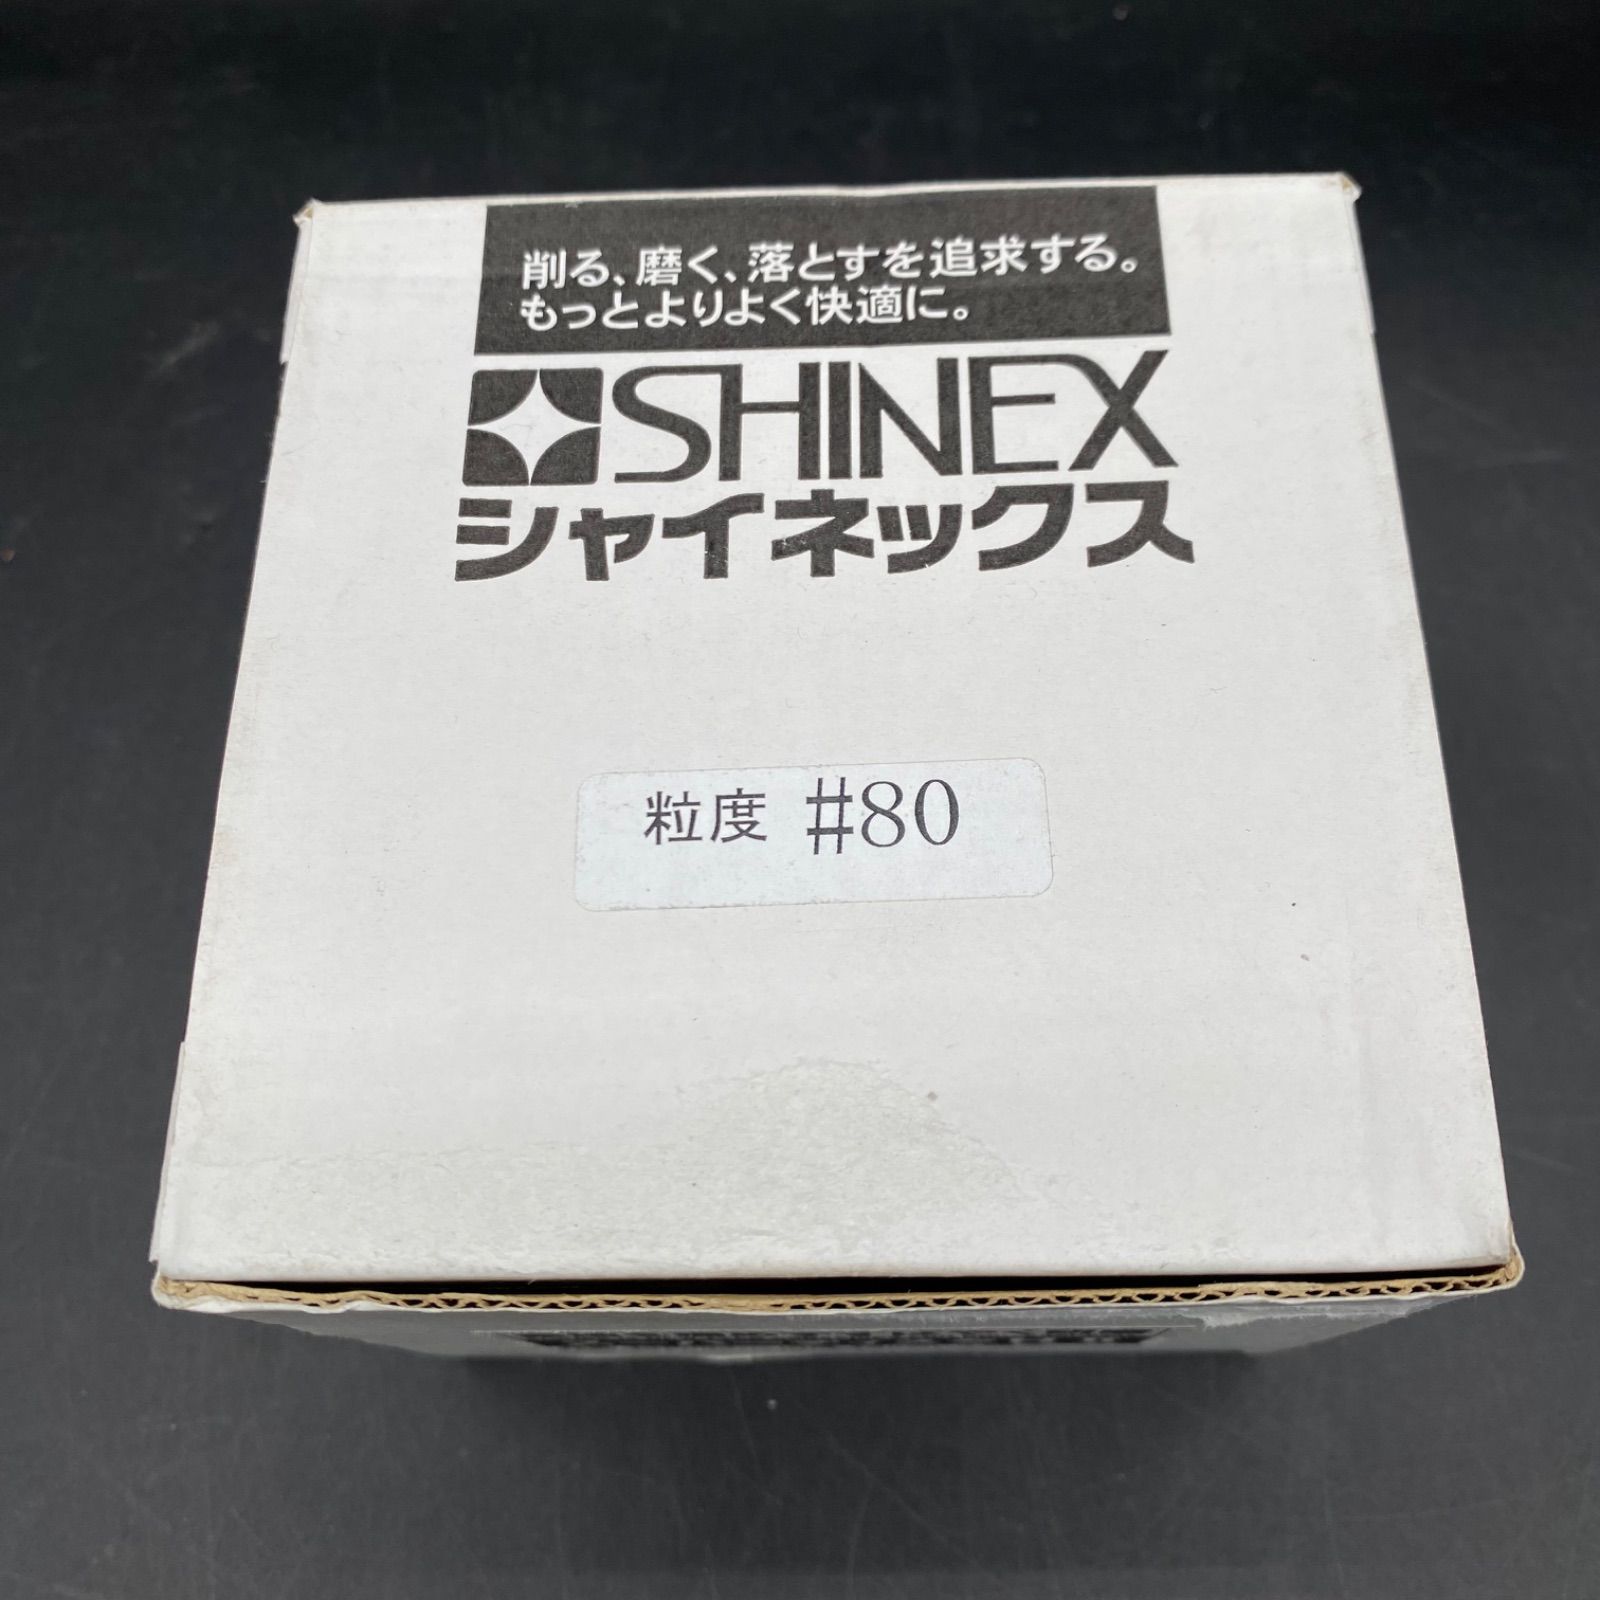 削る、磨く、落とすを追求する。
もっとよりよく快適に。
SHINEX
シャイネックス
粒度 #80